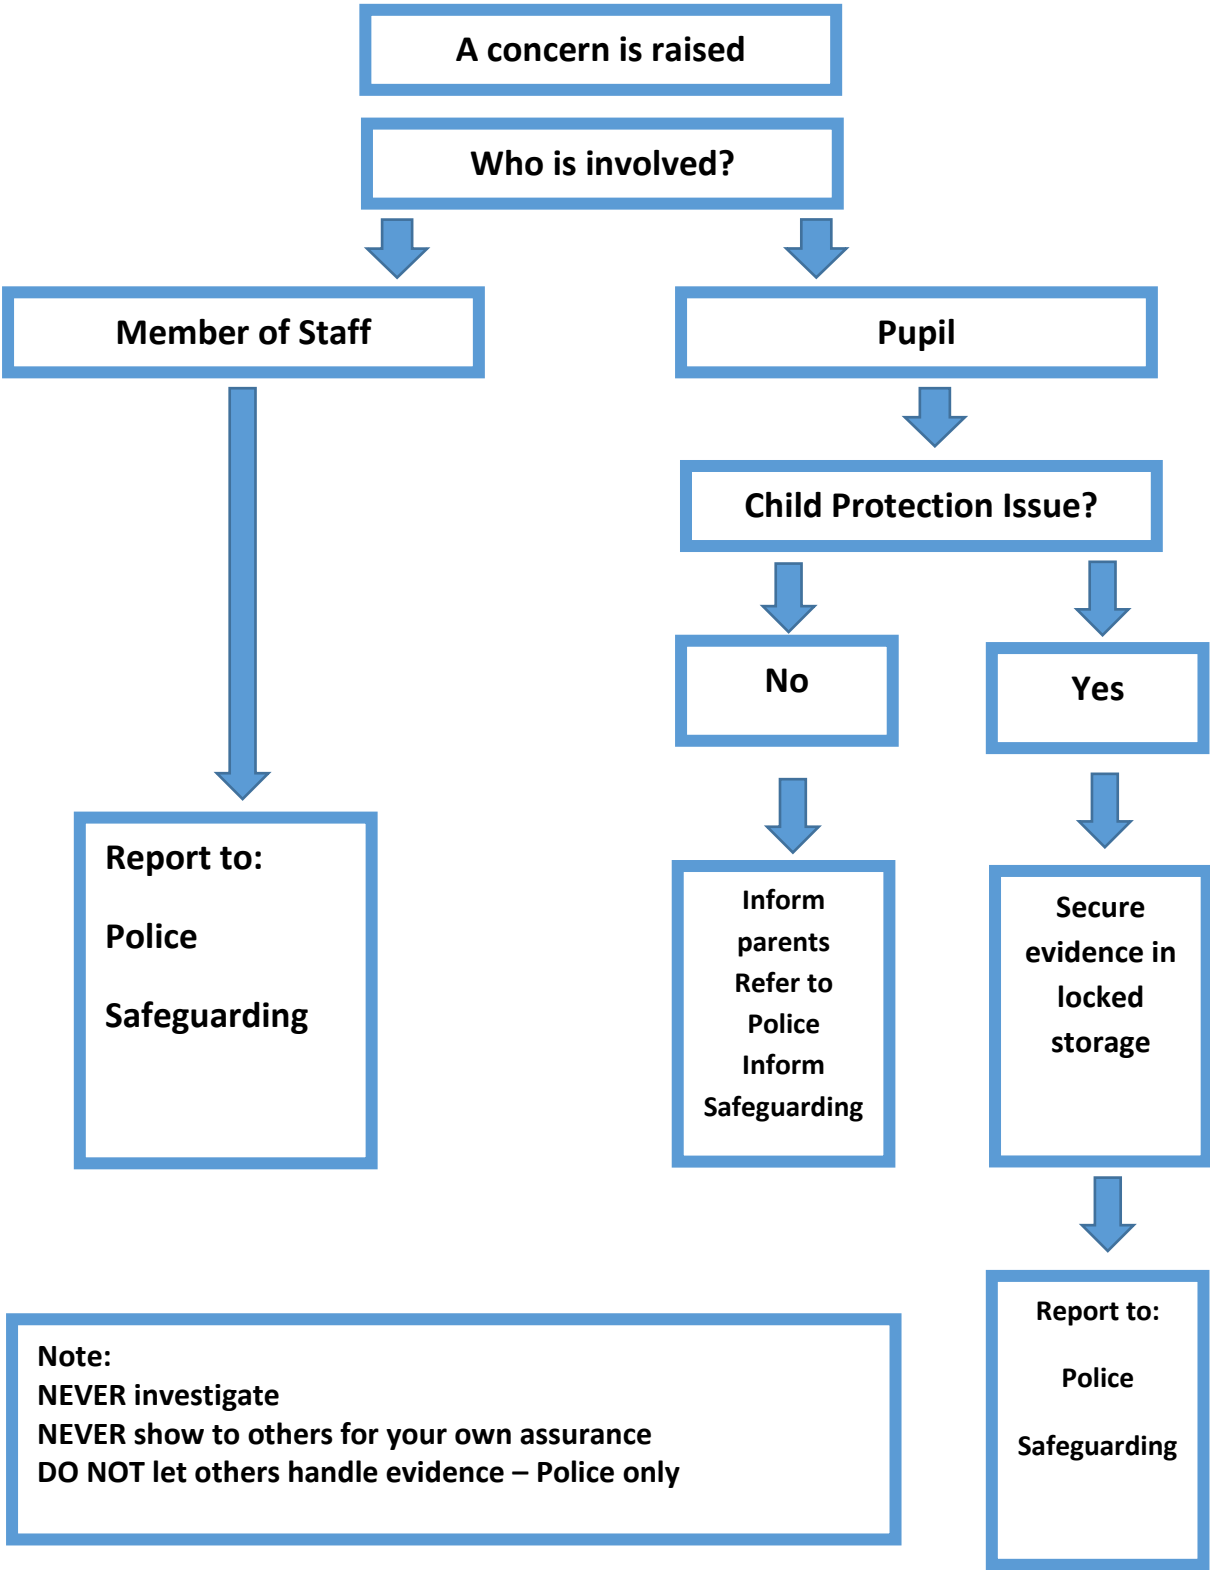 A concern is raised
Who is involved?
Member of Staff
Pupil
Child Protection Issue?
No
Yes
Report to:
Police
Safeguarding
Inform
parents
Refer to
Police
Inform
Safeguarding
Secure
evidence in
locked
storage
Report to:
Police
Safeguarding
Note:
NEVER investigate
NEVER show to others for your own assurance
DO NOT let others handle evidence – Police only